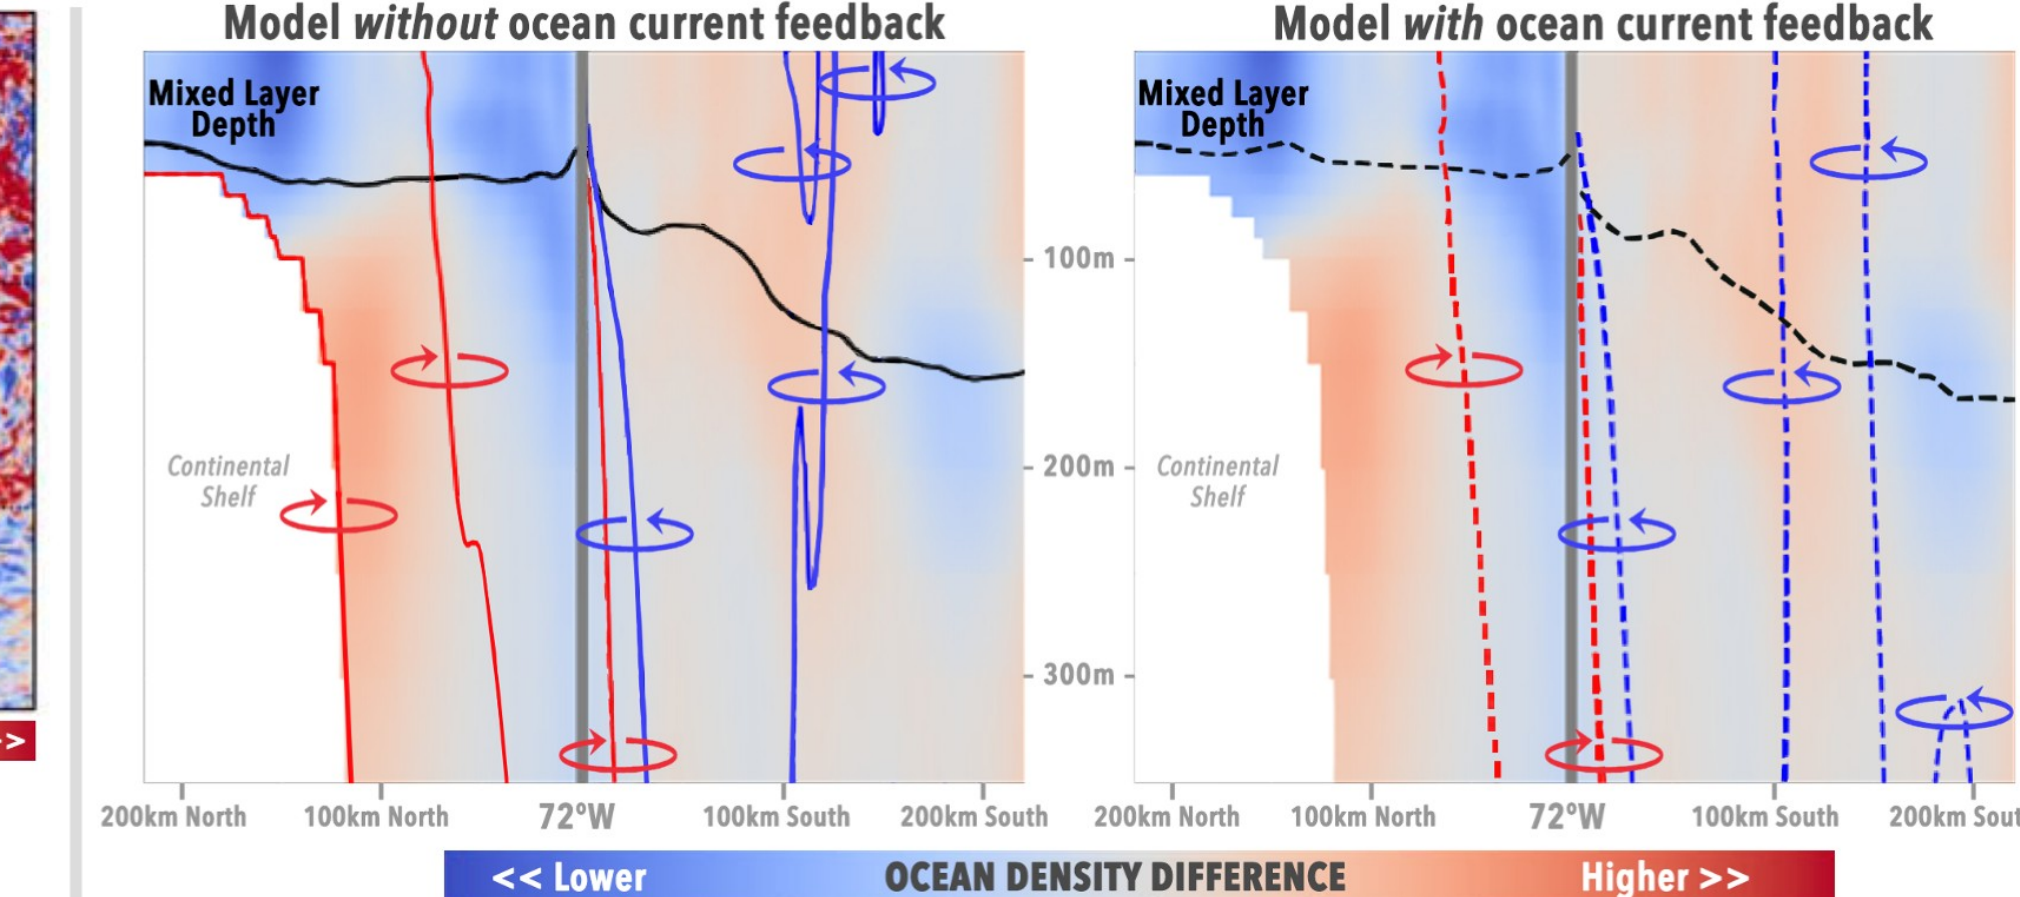 Model without ocean current feedback
Model with ocean current feedback
Mixed Layer
Depth
Mixed Layer
Depth
100m
200m
300m
Continental
Shelf
Continental
Shelf
>
200km North
100km North
72°W
100km South
200km South
200km North
100km North
72°W
100km South
200km Sout
<< Lower
OCEAN DENSITY DIFFERENCE
Higher >>